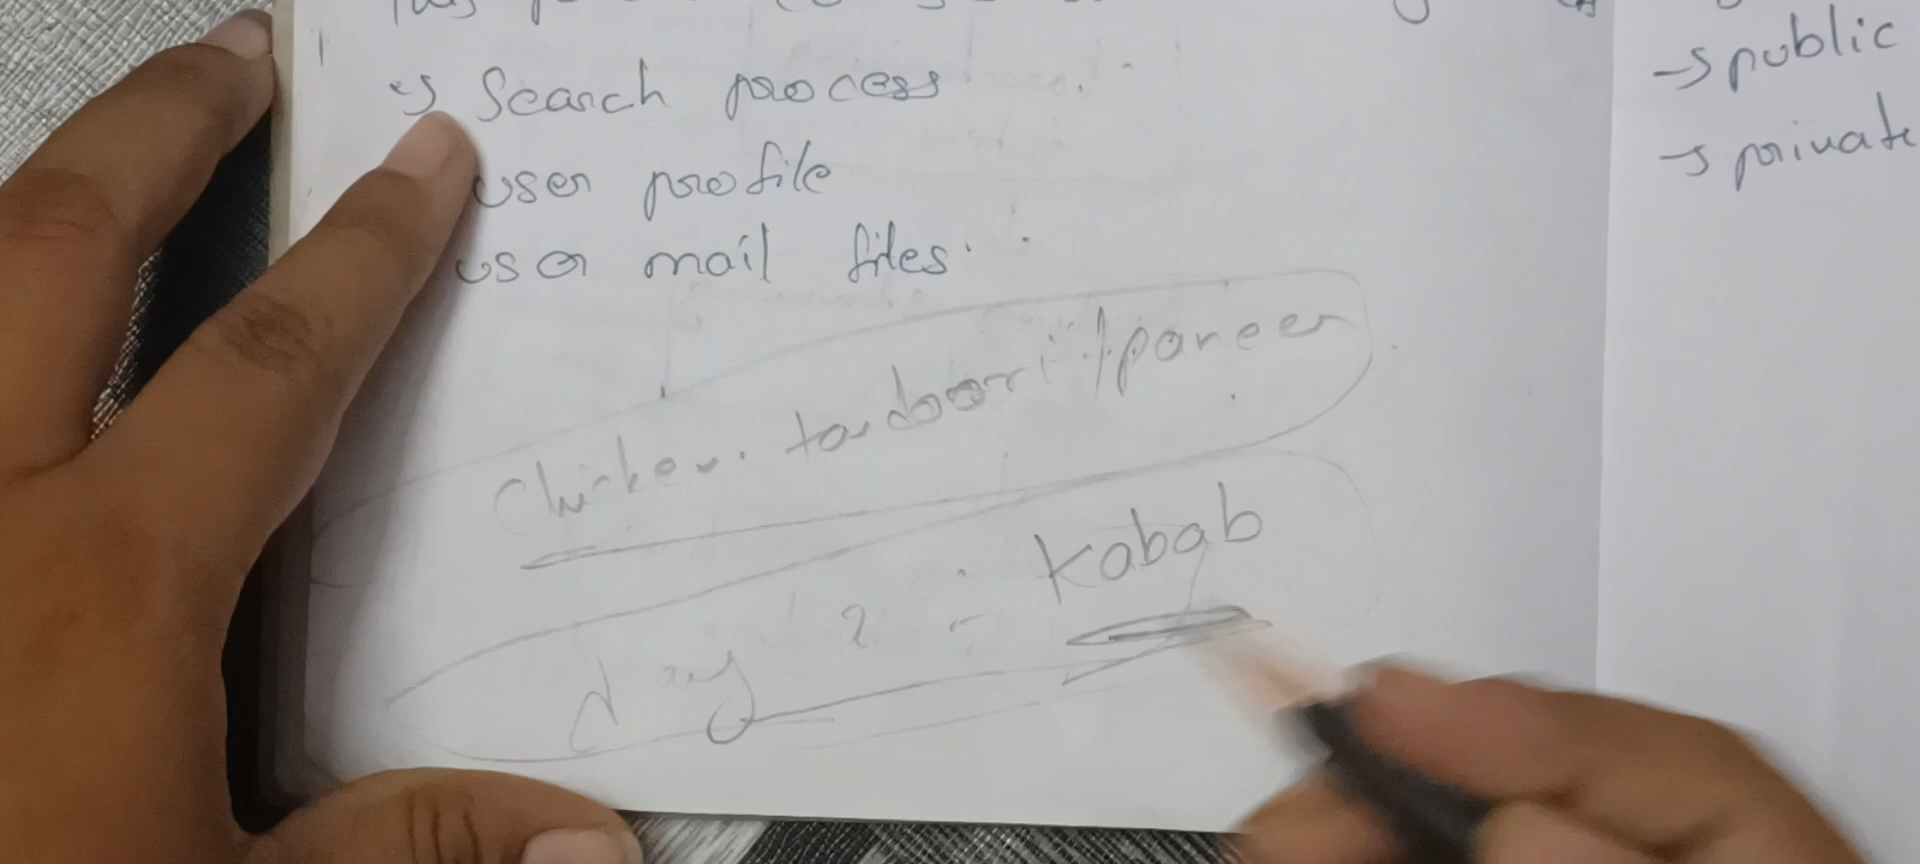 → Search process
user profile
user mail files.
chicken tandoori / paneer
day 2 - Kabab
→ public
→ private